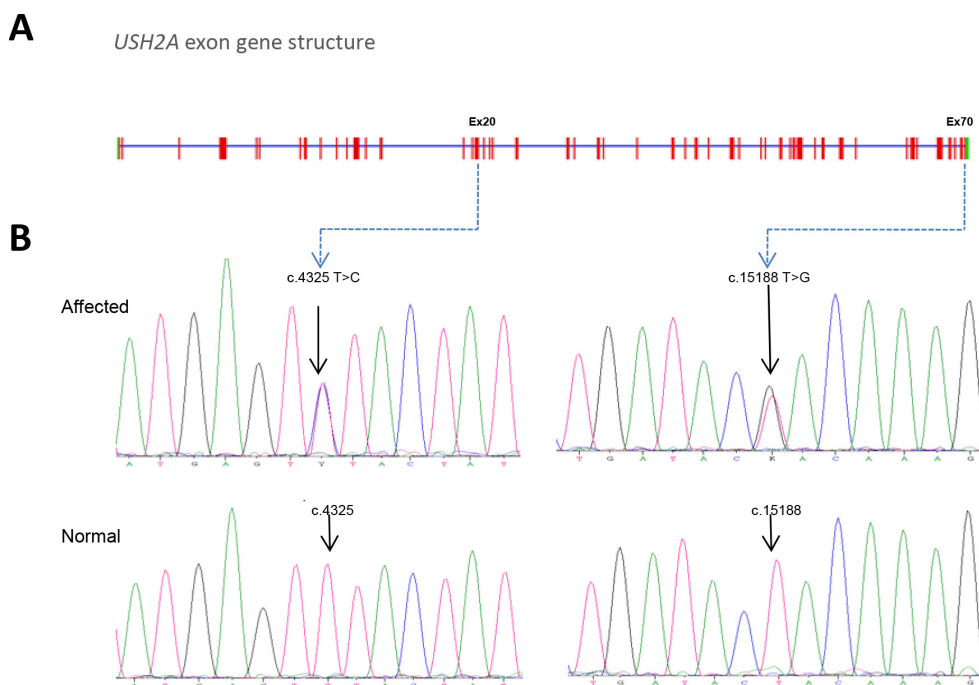 A
USH2A exon gene structure
Ex20
Ex70
B
c.4325 T>C
c.15188 T>G
Affected
A T G A G T Y T A C T A T
T G A T A C K A C A A A G
c.4325
c.15188
Normal
T G A T A C T A C A A A G